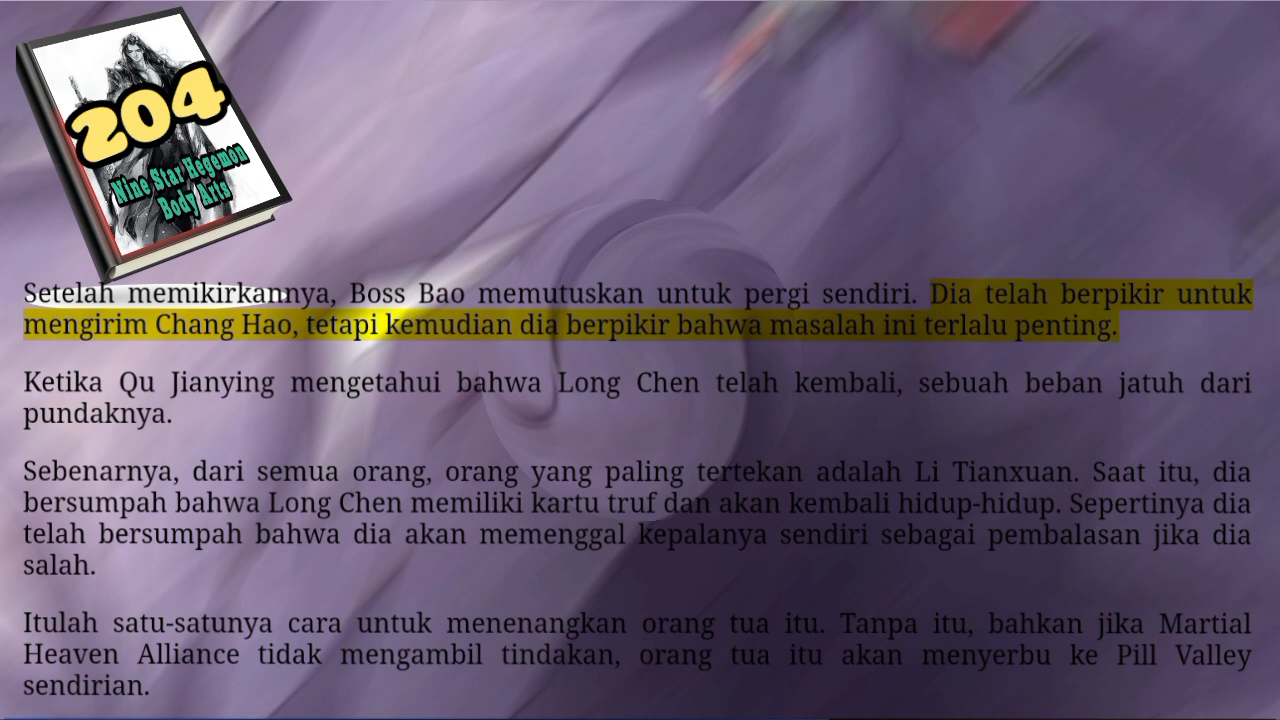 204
Nine Star Hegemon
Body Arts
Setelah memikirkannya, Boss Bao memutuskan untuk pergi sendiri. Dia telah berpikir untuk
mengirim Chang Hao, tetapi kemudian dia berpikir bahwa masalah ini terlalu penting.
Ketika Qu Jianying mengetahui bahwa Long Chen telah kembali, sebuah beban jatuh dari
pundaknya.
Sebenarnya, dari semua orang, orang yang paling tertekan adalah Li Tianxuan. Saat itu, dia
bersumpah bahwa Long Chen memiliki kartu truf dan akan kembali hidup-hidup. Sepertinya dia
telah bersumpah bahwa dia akan memenggal kepalanya sendiri sebagai pembalasan jika dia
salah.
Itulah satu-satunya cara untuk menenangkan orang tua itu. Tanpa itu, bahkan jika Martial
Heaven Alliance tidak mengambil tindakan, orang tua itu akan menyerbu ke Pill Valley
sendirian.